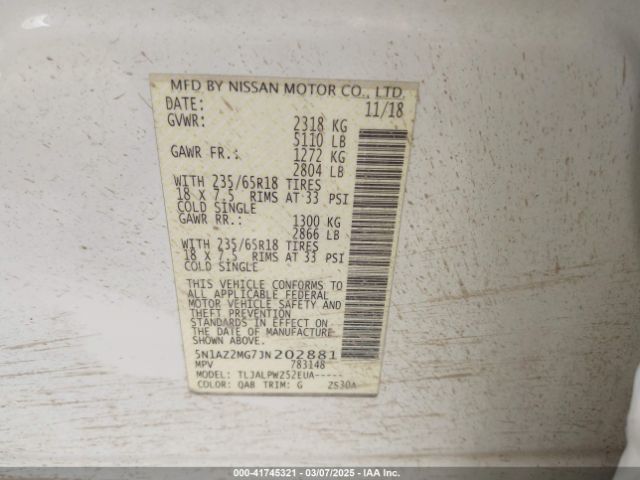 MFD BY NISSAN MOTOR CO., LTD.
DATE: 11/18
GVWR: 2318 KG
5110 LB
GAWR FR.: 1272 KG
2804 LB
WITH 235/65R18 TIRES
18 X 7.5 RIMS AT 33 PSI
COLD SINGLE
GAWR RR.: 1300 KG
2866 LB
WITH 235/65R18 TIRES
18 X 7.5 RIMS AT 33 PSI
COLD SINGLE
THIS VEHICLE CONFORMS TO
ALL APPLICABLE FEDERAL
MOTOR VEHICLE SAFETY AND
THEFT PREVENTION
STANDARDS IN EFFECT ON
THE DATE OF MANUFACTURE
SHOWN ABOVE.
5N1AZ2MG7JN202881
MPV 783148
MODEL: TLJALPWZ52EUA-----
COLOR: QAB TRIM: G 2S30A
000-41745321 | 03/07/2025 | IAA Inc.